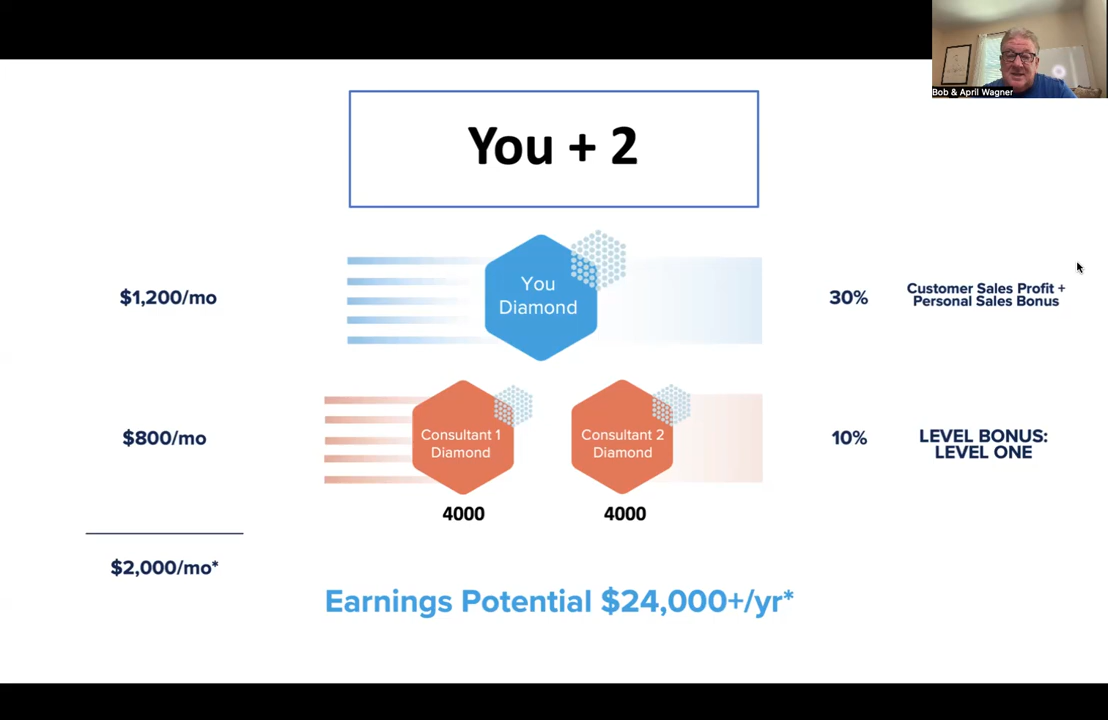 Bob & April Wagner
You + 2
$1,200/mo
You
Diamond
30%
Customer Sales Profit +
Personal Sales Bonus
$800/mo
Consultant 1
Diamond
Consultant 2
Diamond
10%
LEVEL BONUS:
LEVEL ONE
4000
4000
$2,000/mo*
Earnings Potential $24,000+/yr*